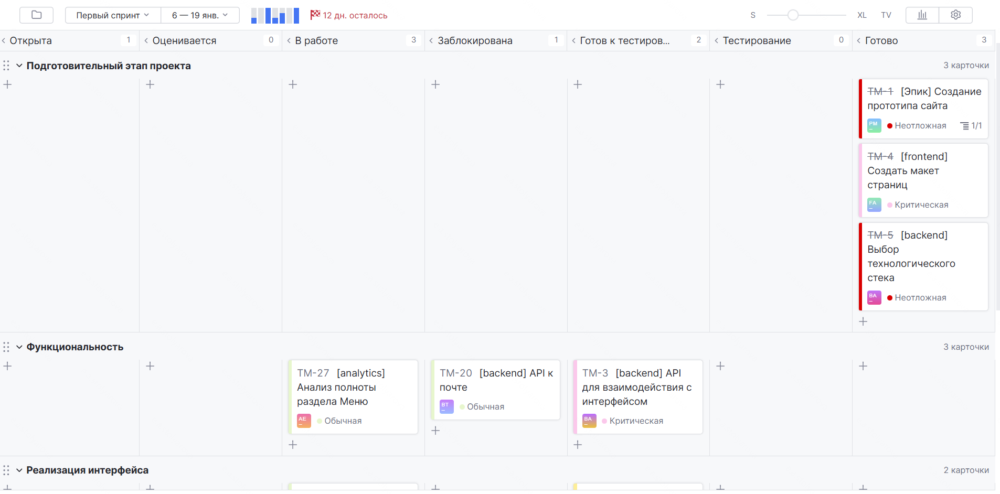 Первый спринт
6 — 19 янв.
12 дн. осталось
S
XL
TV
Открыта 1
Оценивается 0
В работе 3
Заблокирована 1
Готов к тестиров... 2
Тестирование 0
Готово 3
Подготовительный этап проекта
3 карточки
TM-1 [Эпик] Создание
прототипа сайта
PM
Неотложная
1/1
TM-4 [frontend]
Создать макет
страниц
FA
Критическая
TM-5 [backend]
Выбор
технологического
стека
BA
Неотложная
Функциональность
3 карточки
TM-27 [analytics]
Анализ полноты
раздела Меню
AE
Обычная
TM-20 [backend] API к
почте
BT
Обычная
TM-3 [backend] API
для взаимодействия с
интерфейсом
BA
Критическая
Реализация интерфейса
2 карточки